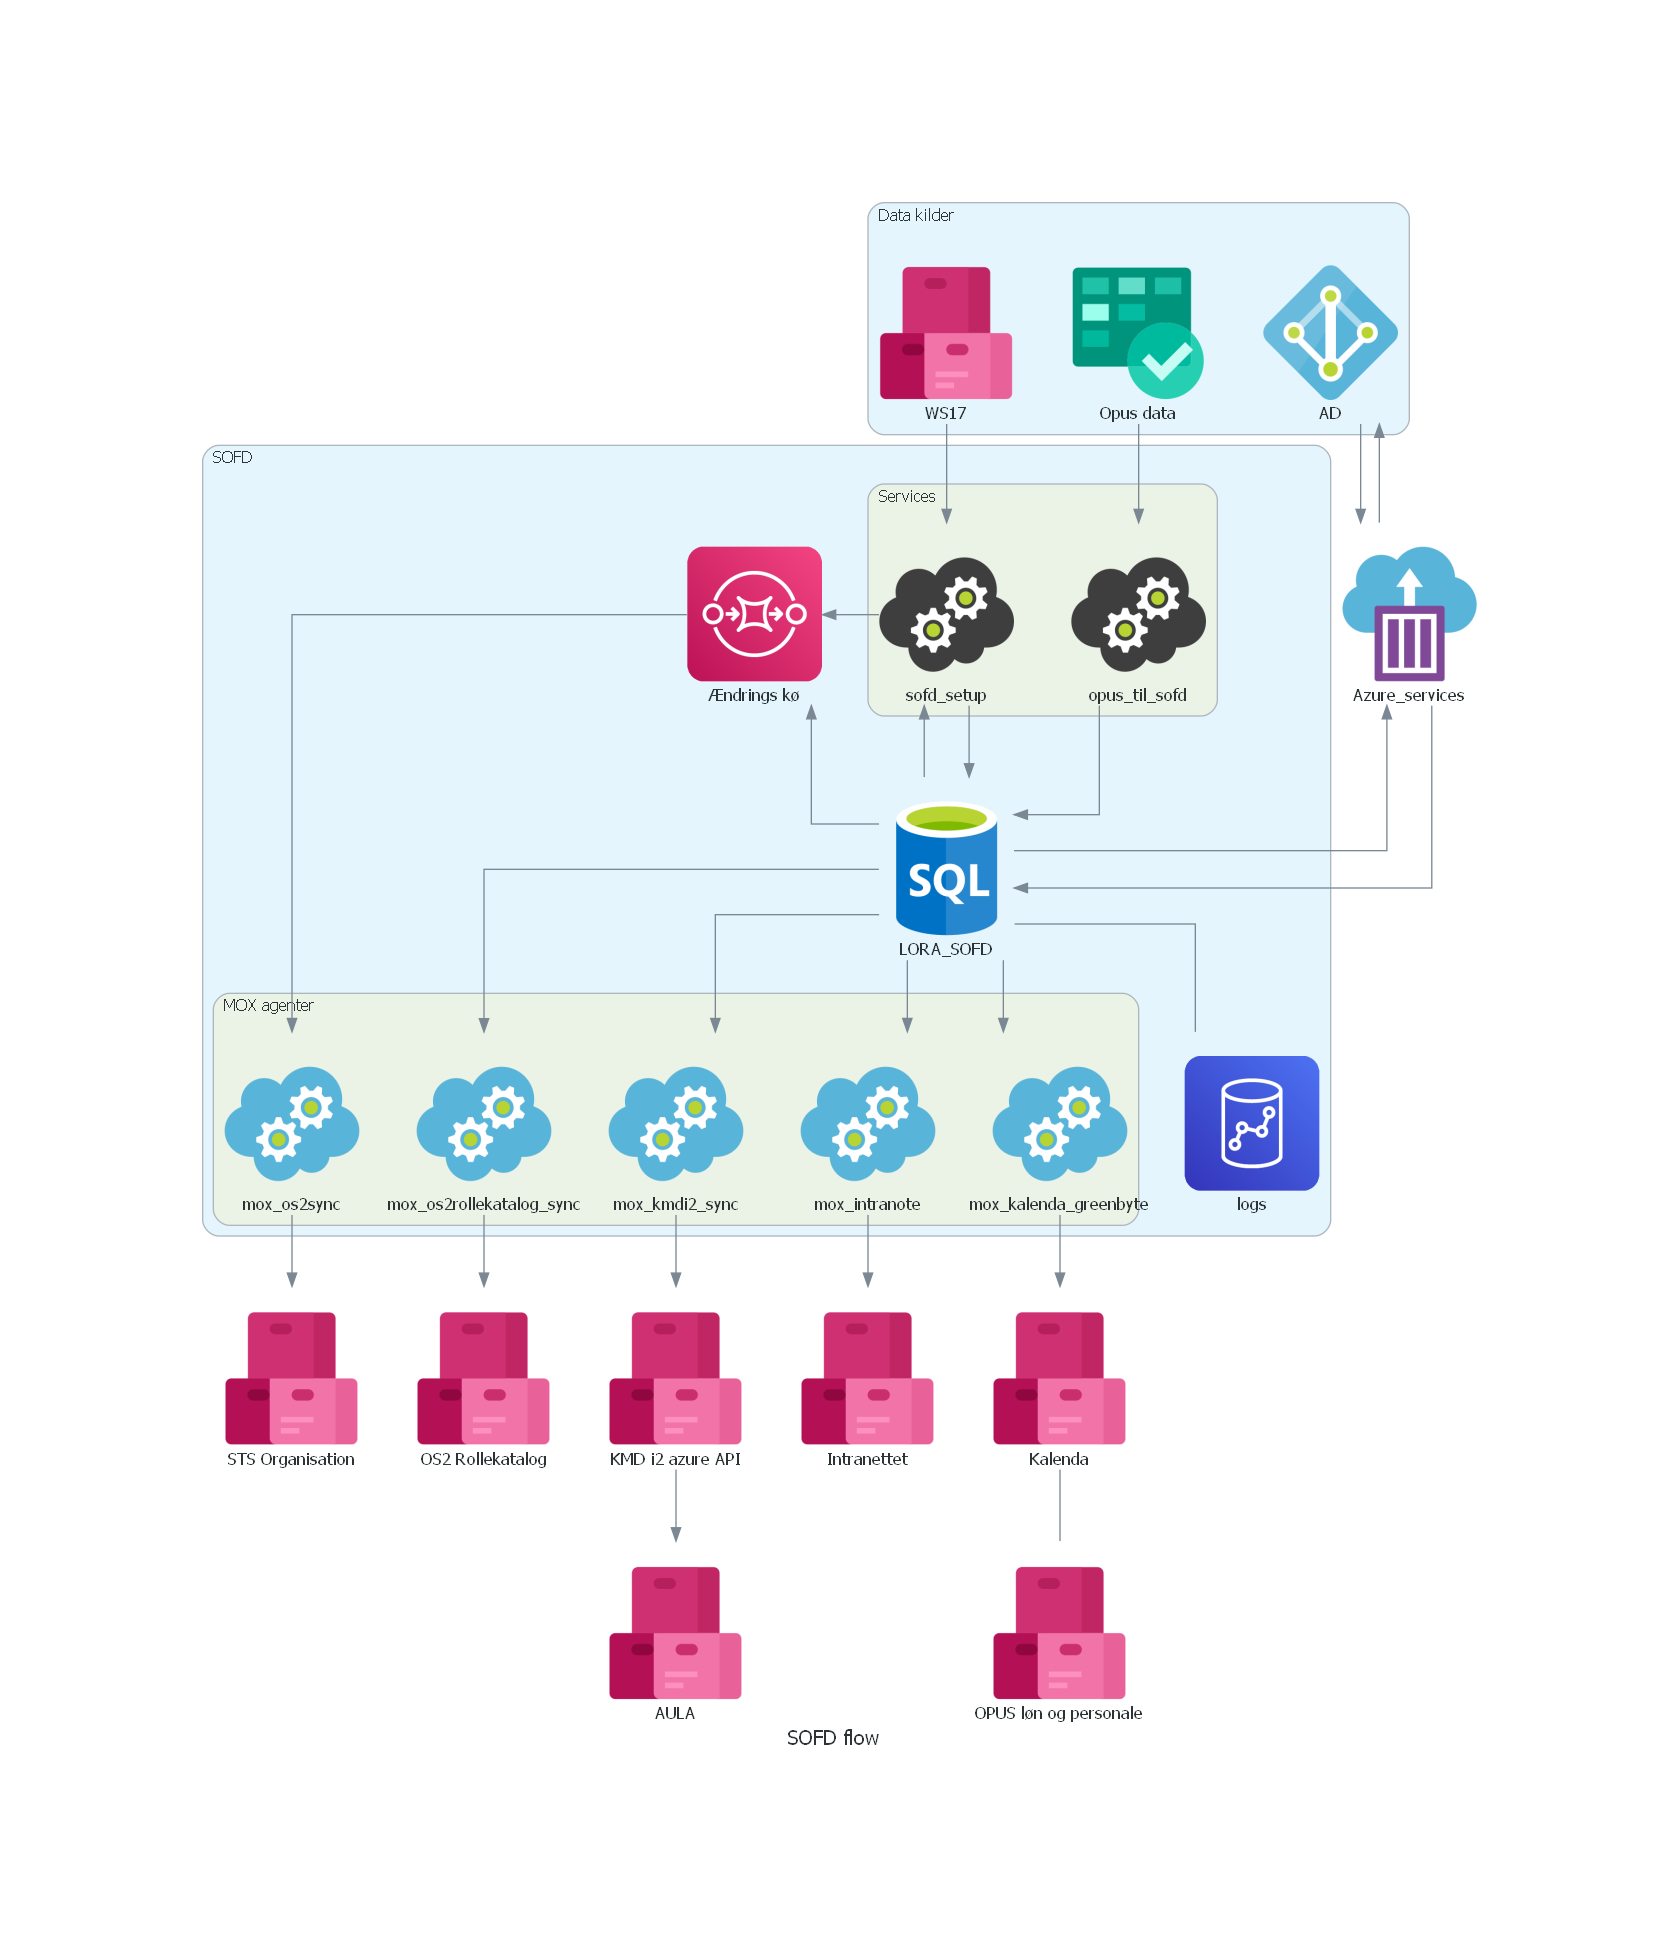 Data kilder
WS17
Opus data
AD
SOFD
Services
Ændrings kø
sofd_setup
opus_til_sofd
Azure_services
SQL
LORA_SOFD
MOX agenter
mox_os2sync
mox_os2rollekatalog_sync
mox_kmdi2_sync
mox_intranote
mox_kalenda_greenbyte
logs
STS Organisation
OS2 Rollekatalog
KMD i2 azure API
Intranettet
Kalenda
AULA
OPUS løn og personale
SOFD flow